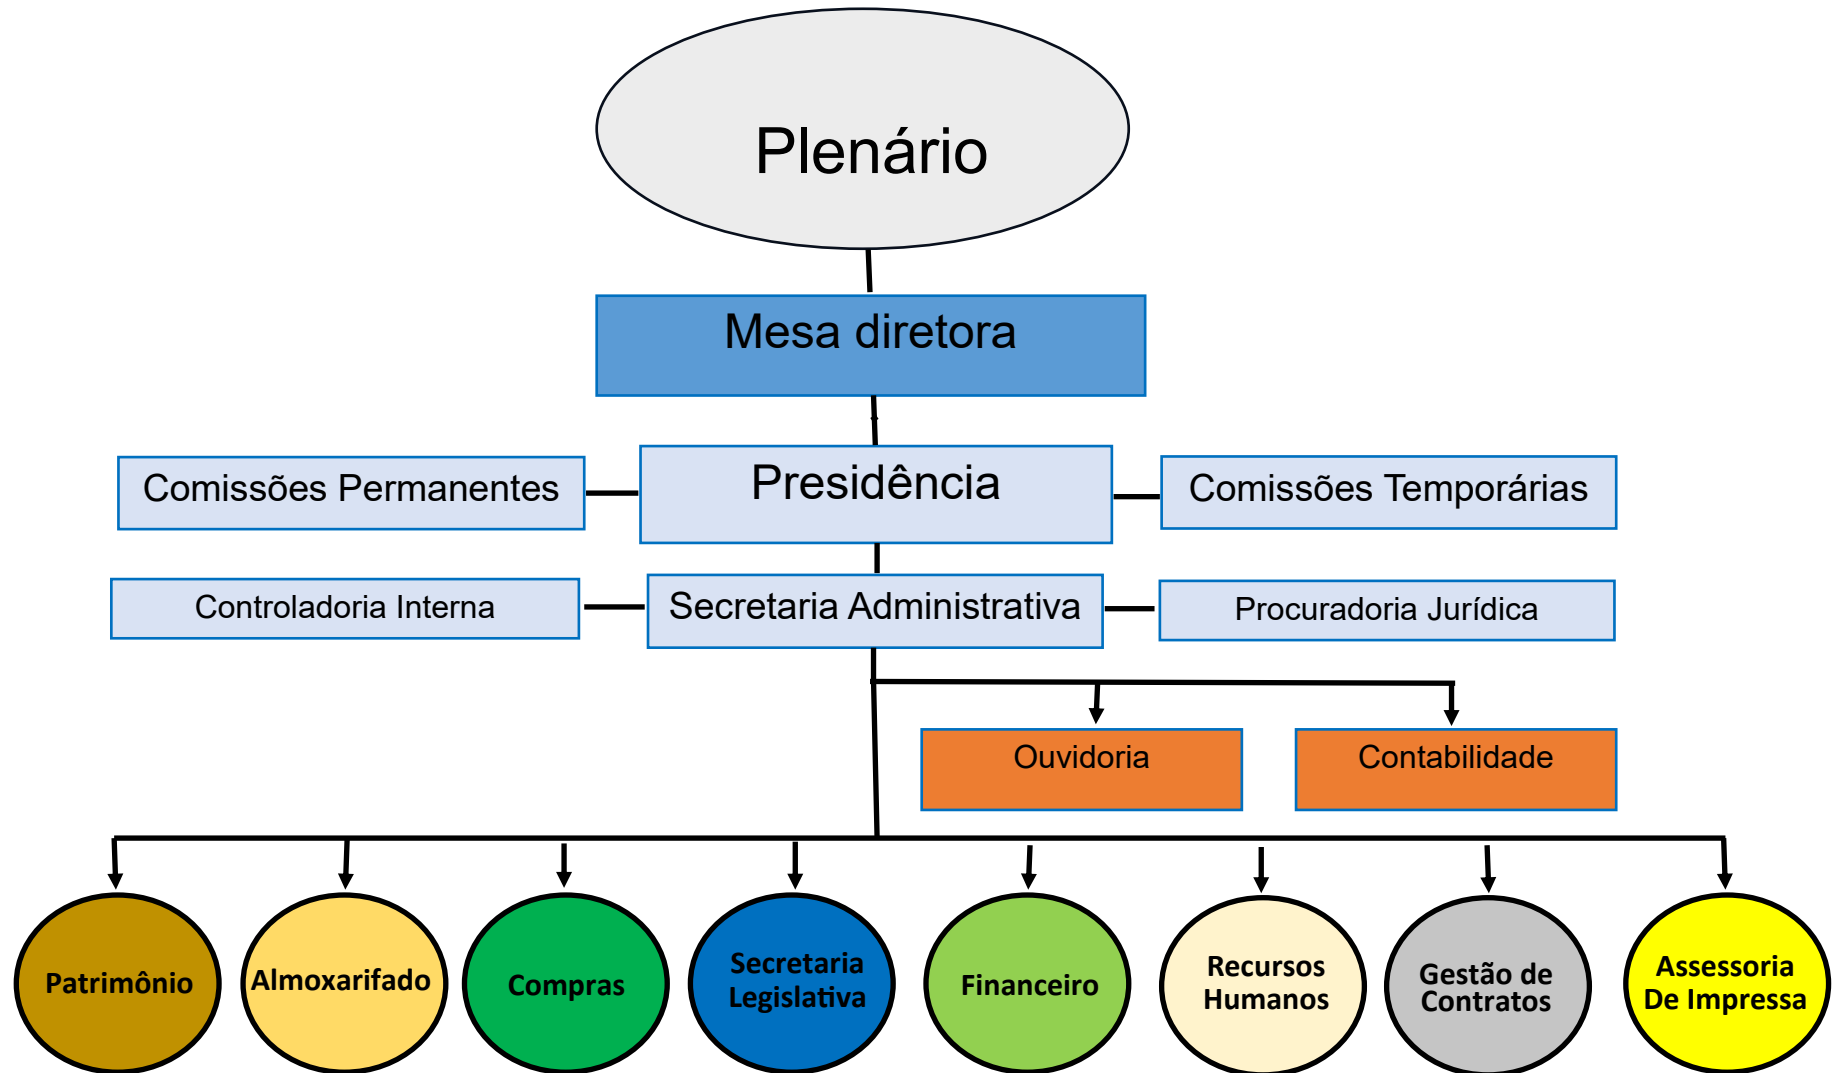 Plenário
Mesa diretora
Comissões Permanentes
Presidência
Comissões Temporárias
Controladoria Interna
Secretaria Administrativa
Procuradoria Jurídica
Ouvidoria
Contabilidade
Patrimônio
Almoxarifado
Compras
Secretaria
Legislativa
Financeiro
Recursos
Humanos
Gestão de
Contratos
Assessoria
De Impressa